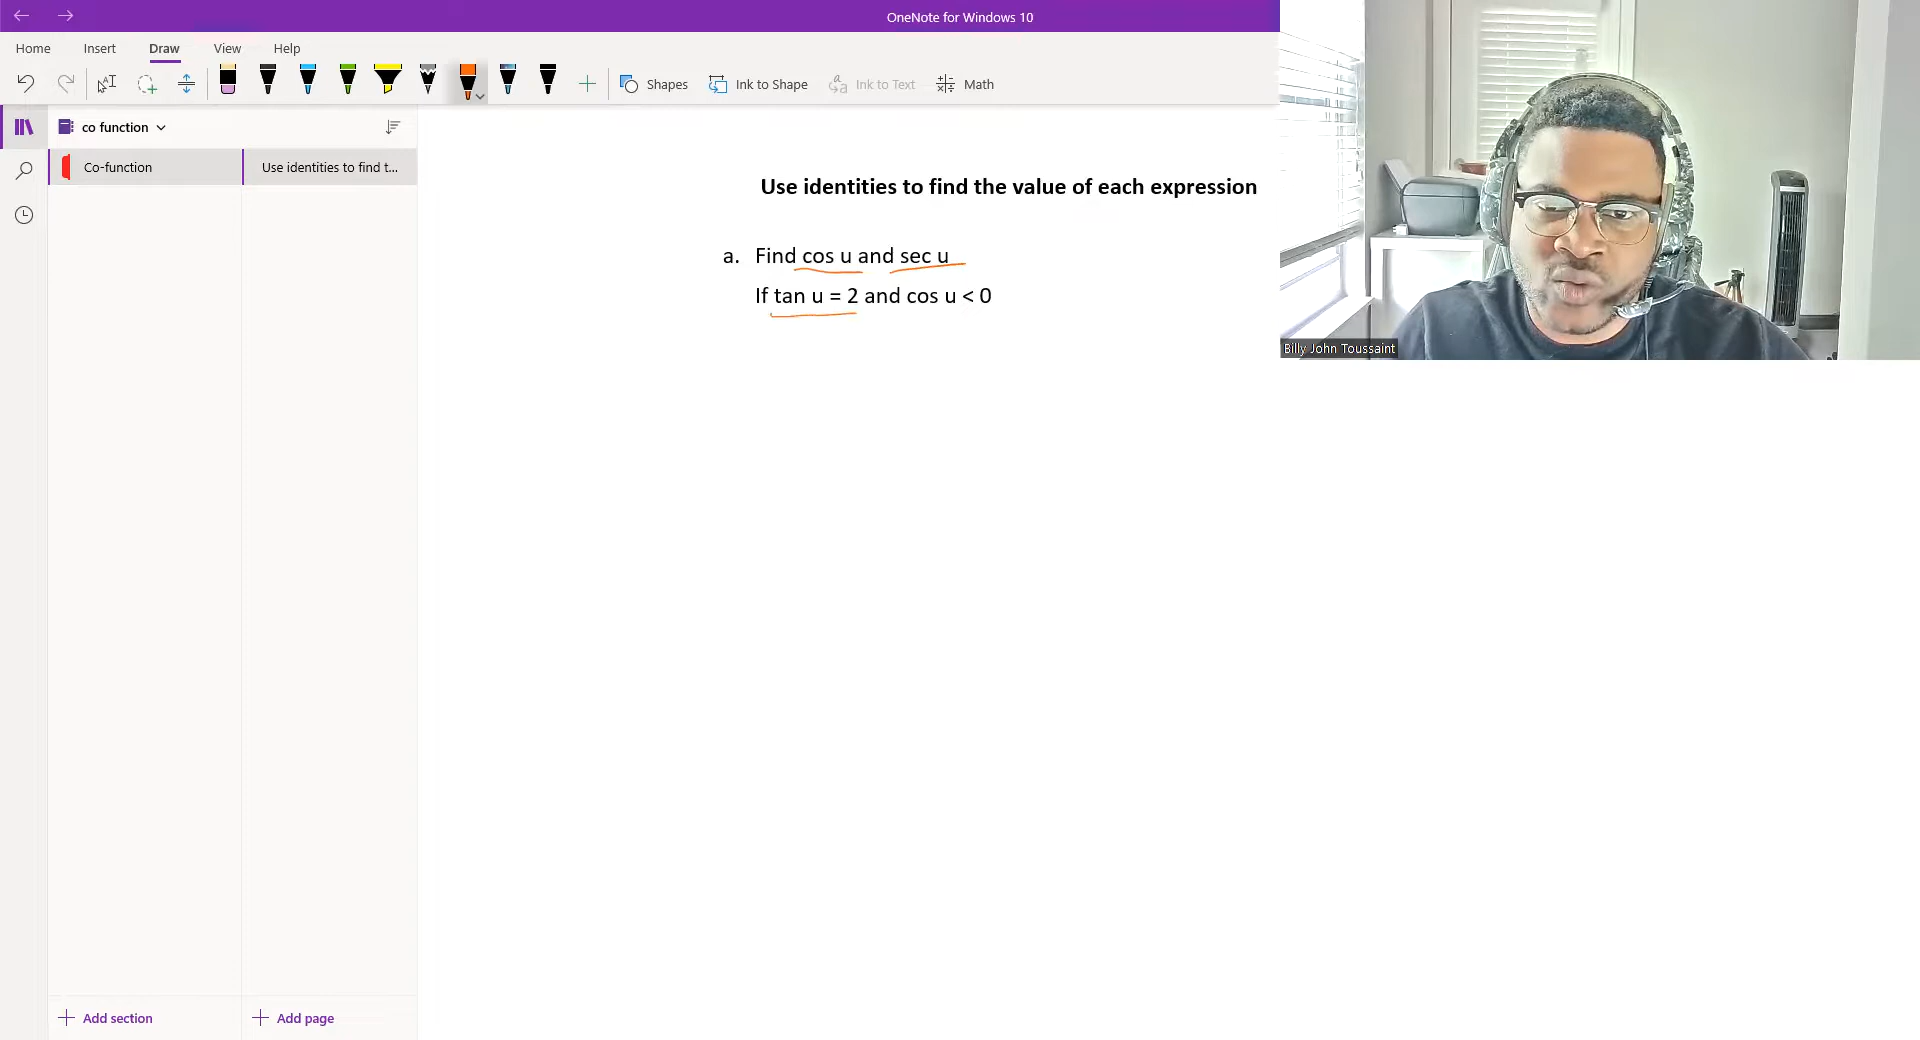 OneNote for Windows 10
Home Insert Draw View Help
Shapes Ink to Shape Ink to Text Math
co function
Co-function
Use identities to find t...
Use identities to find the value of each expression
a. Find cos u and sec u
If tan u = 2 and cos u < 0
Billy John Toussaint
Add section
Add page